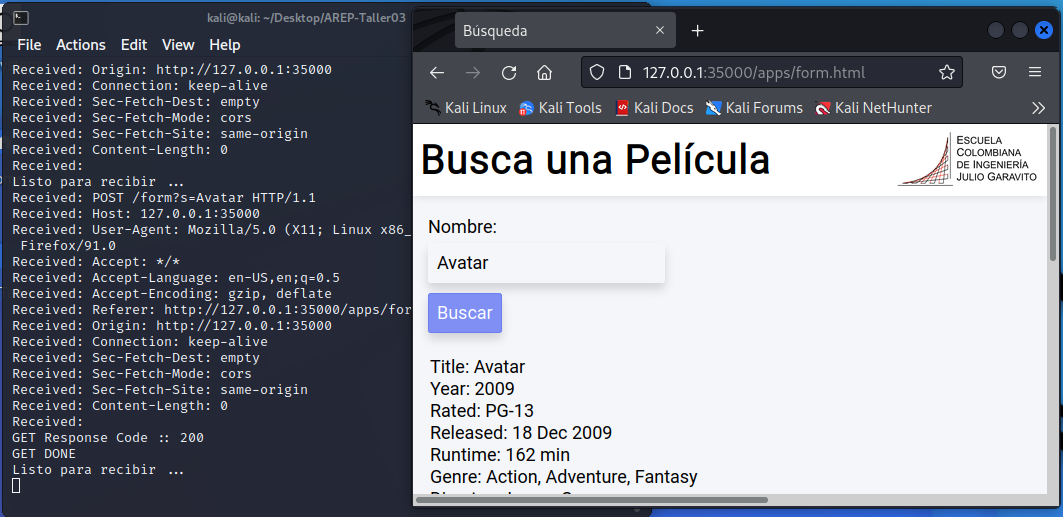 kali@kali: ~/Desktop/AREP-Taller03
File Actions Edit View Help
Received: Origin: http://127.0.0.1:35000
Received: Connection: keep-alive
Received: Sec-Fetch-Dest: empty
Received: Sec-Fetch-Mode: cors
Received: Sec-Fetch-Site: same-origin
Received: Content-Length: 0
Received:
Listo para recibir ...
Received: POST /form?s=Avatar HTTP/1.1
Received: Host: 127.0.0.1:35000
Received: User-Agent: Mozilla/5.0 (X11; Linux x86_
Firefox/91.0
Received: Accept: */*
Received: Accept-Language: en-US,en;q=0.5
Received: Accept-Encoding: gzip, deflate
Received: Referer: http://127.0.0.1:35000/apps/for
Received: Origin: http://127.0.0.1:35000
Received: Connection: keep-alive
Received: Sec-Fetch-Dest: empty
Received: Sec-Fetch-Mode: cors
Received: Sec-Fetch-Site: same-origin
Received: Content-Length: 0
Received:
GET Response Code :: 200
GET DONE
Listo para recibir ...
Búsqueda
127.0.0.1:35000/apps/form.html
Kali Linux Kali Tools Kali Docs Kali Forums Kali NetHunter
Busca una Película
ESCUELA
COLOMBIANA
DE INGENIERÍA
JULIO GARAVITO
Nombre:
Avatar
Buscar
Title: Avatar
Year: 2009
Rated: PG-13
Released: 18 Dec 2009
Runtime: 162 min
Genre: Action, Adventure, Fantasy